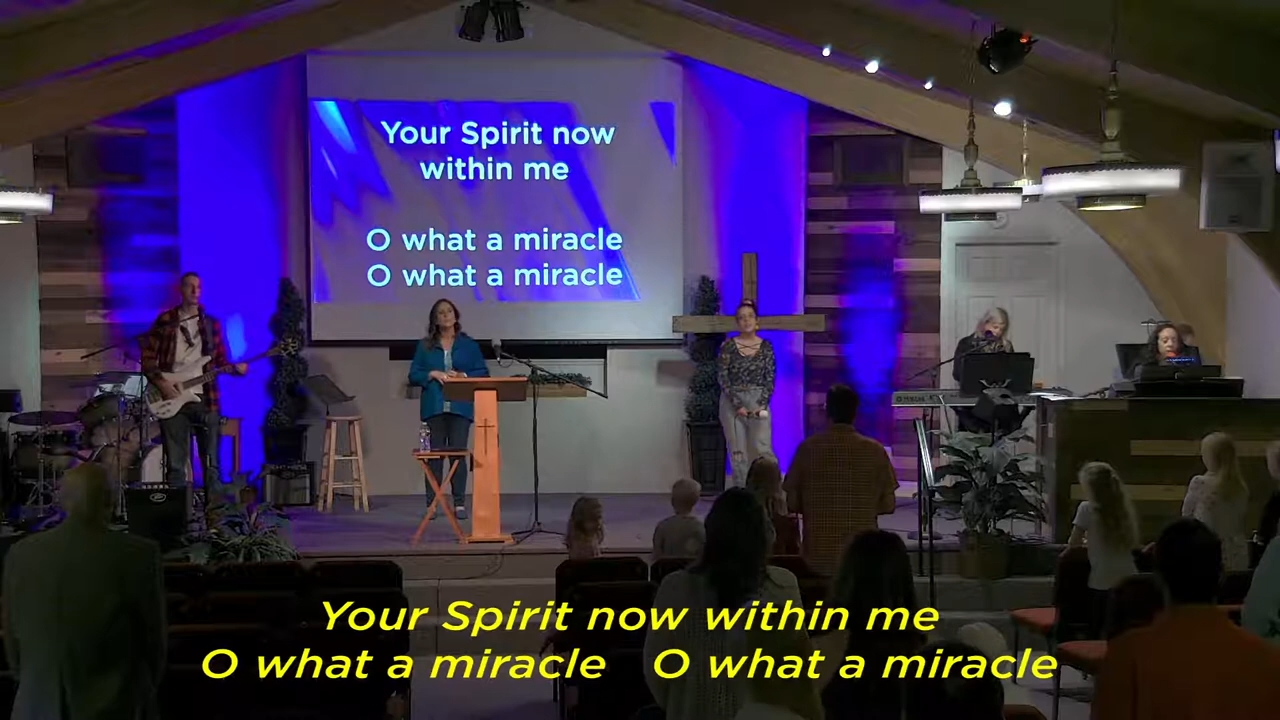 Your Spirit now
within me
O what a miracle
O what a miracle
Your Spirit now within me
O what a miracle O what a miracle